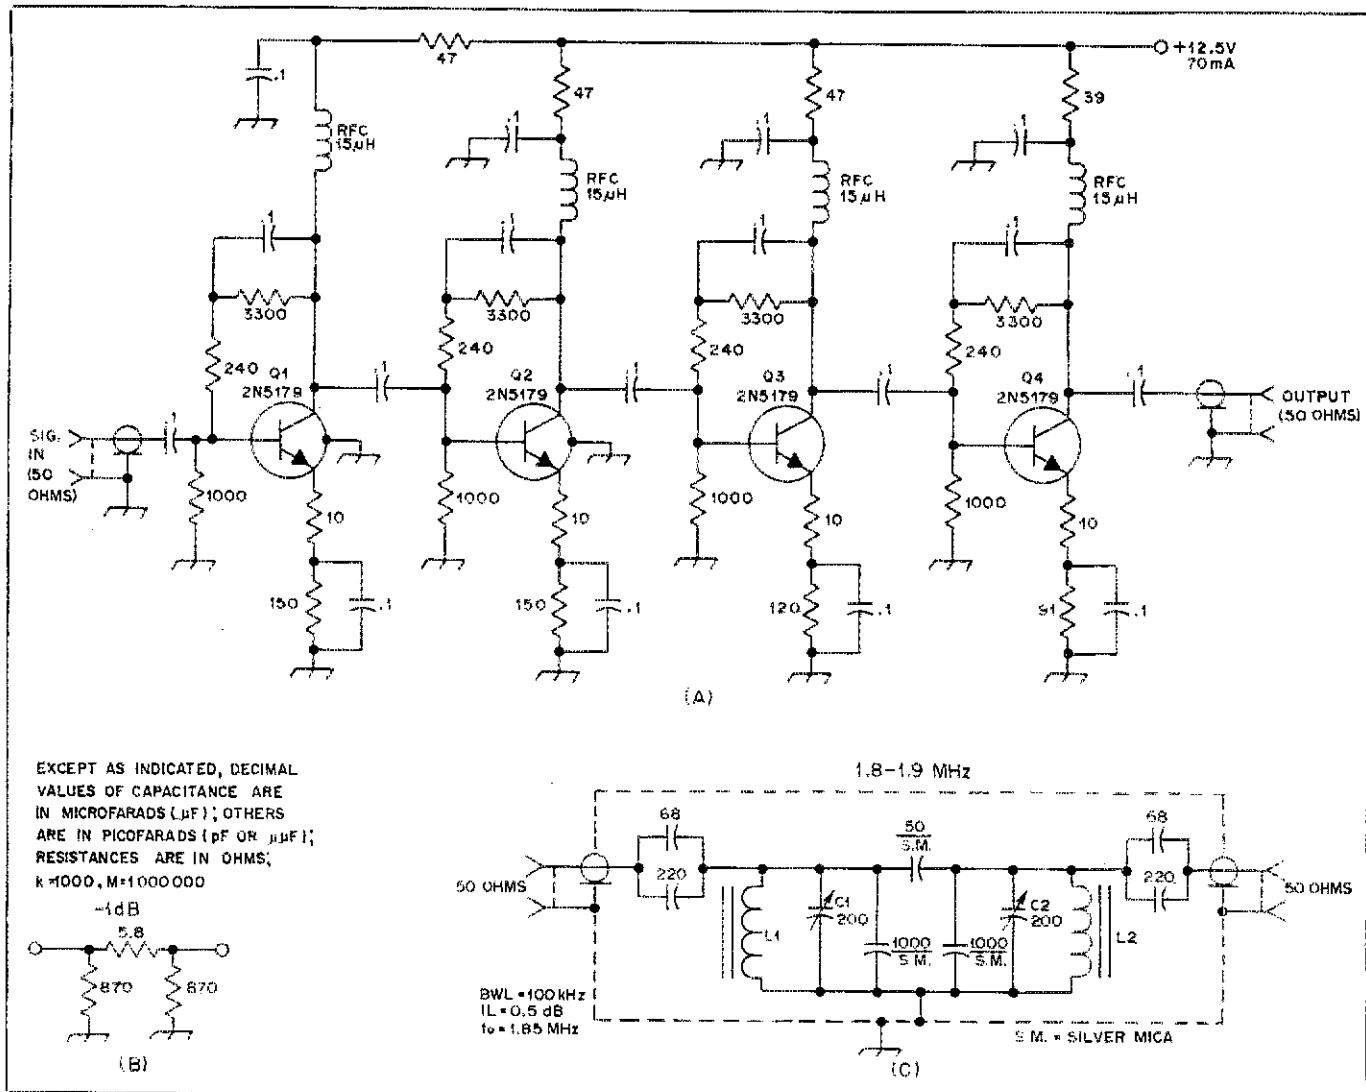 .1
47
+12.5V
70mA
RFC
15µH
47
.1
RFC
15µH
47
.1
RFC
15µH
39
.1
RFC
15µH
.1
3300
240
Q1
2N5179
.1
3300
240
Q2
2N5179
.1
3300
240
Q3
2N5179
.1
3300
240
Q4
2N5179
SIG.
IN
(50
OHMS)
.1
1000
10
150
.1
.1
1000
10
150
.1
.1
1000
10
120
.1
.1
1000
10
91
.1
.1
OUTPUT
(50 OHMS)
(A)
EXCEPT AS INDICATED, DECIMAL
VALUES OF CAPACITANCE ARE
IN MICROFARADS (µF); OTHERS
ARE IN PICOFARADS (pF OR µµF);
RESISTANCES ARE IN OHMS;
k=1000, M=1000000
-1dB
5.8
870
870
(B)
1.8-1.9 MHz
50 OHMS
68
220
L1
C1
200
1000
S.M.
50
S.M.
1000
S.M.
C2
200
L2
68
220
50 OHMS
BWL = 100 kHz
IL = 0.5 dB
fo = 1.85 MHz
S.M. = SILVER MICA
(C)